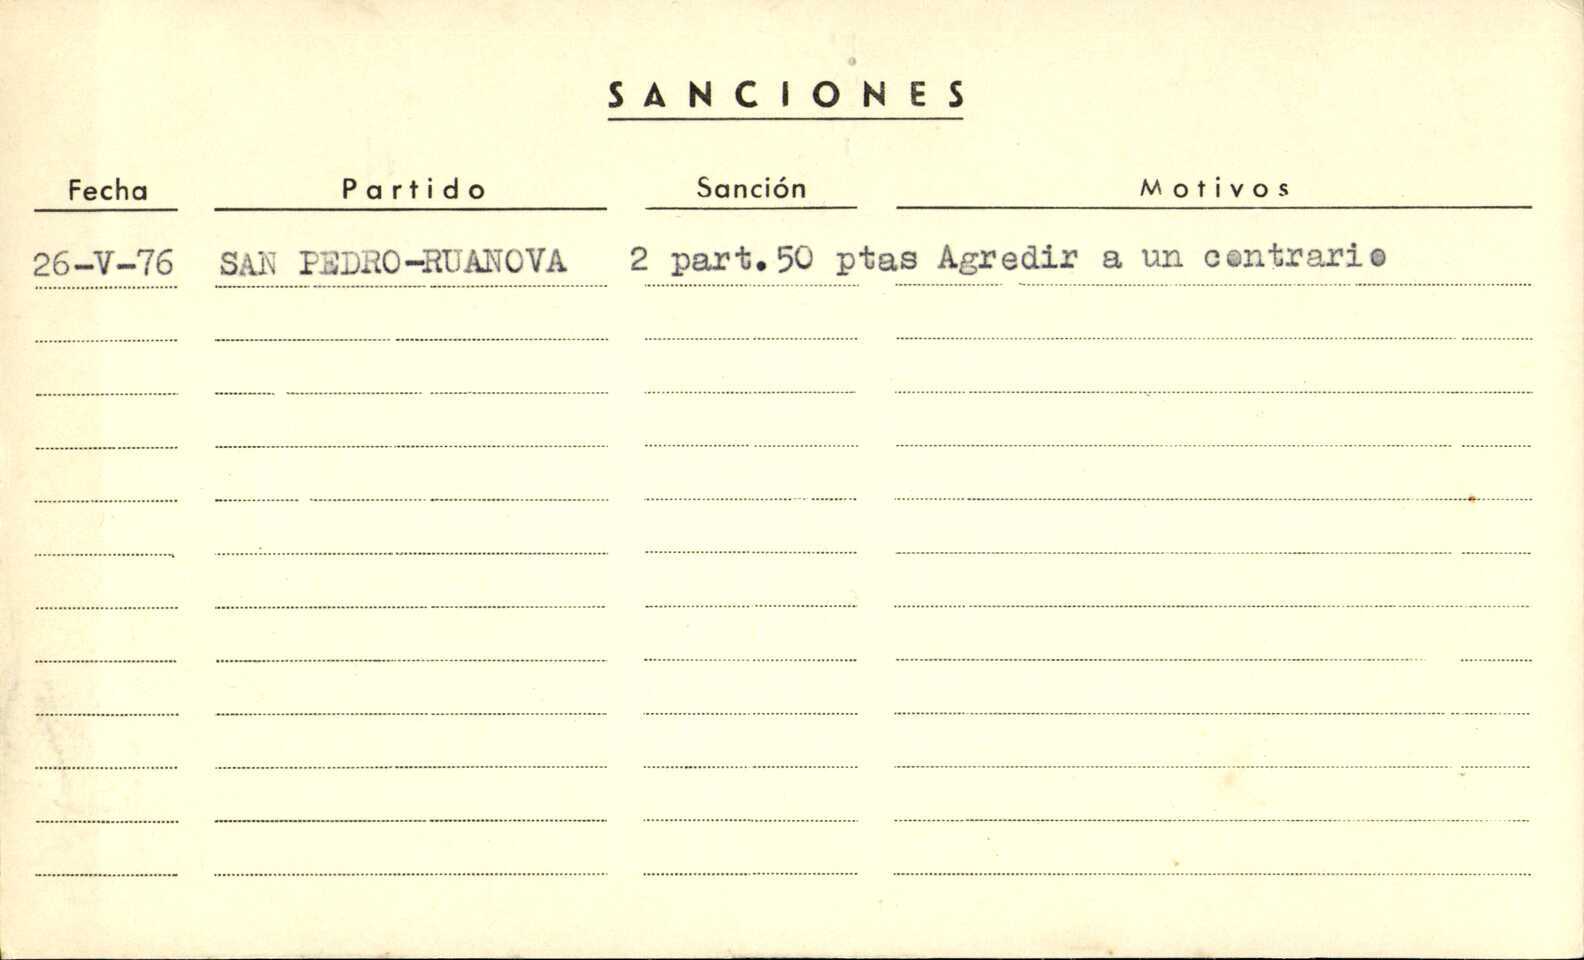 SANCIONES
Fecha Partido Sanción Motivos
26-V-76 SAN PEDRO-RUANOVA 2 part.50 ptas Agredir a un contrario